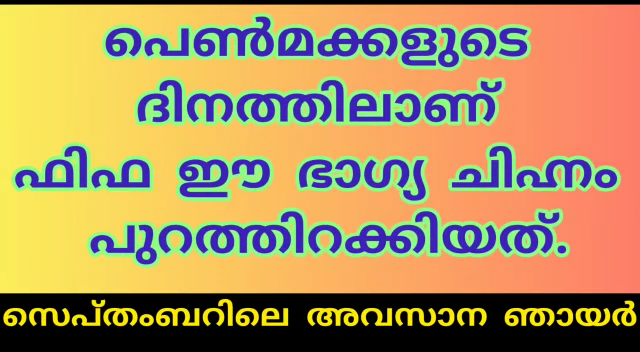 പെൺമക്കളുടെ
ദിനത്തിലാണ്
ഫിഫ ഈ ഭാഗ്യ ചിഹ്നം
പുറത്തിറക്കിയത്.
സെപ്തംബറിലെ അവസാന ഞായർ